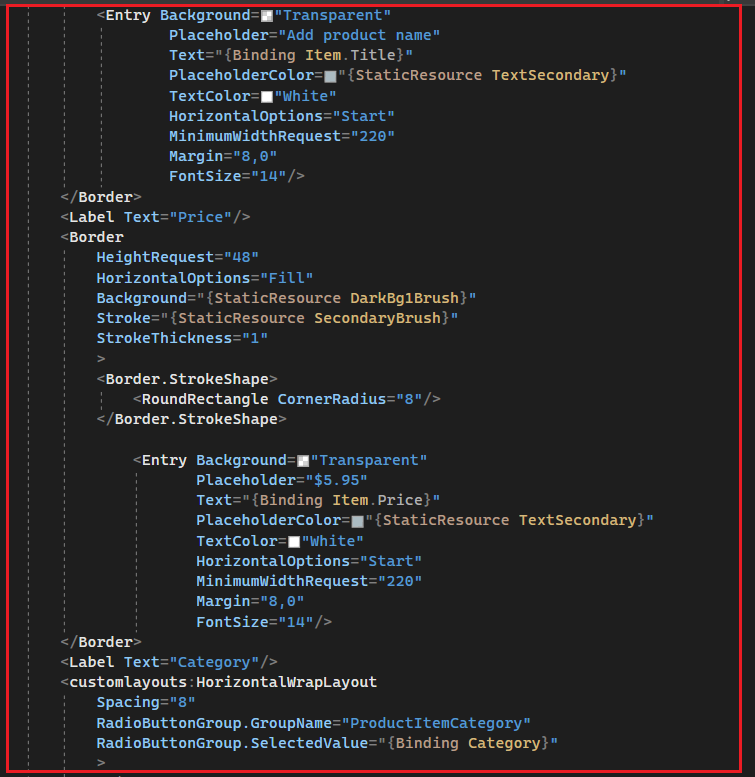 <Entry Background="Transparent"
Placeholder="Add product name"
Text="{Binding Item.Title}"
PlaceholderColor="{StaticResource TextSecondary}"
TextColor="White"
HorizontalOptions="Start"
MinimumWidthRequest="220"
Margin="8,0"
FontSize="14"/>
</Border>
<Label Text="Price"/>
<Border
HeightRequest="48"
HorizontalOptions="Fill"
Background="{StaticResource DarkBg1Brush}"
Stroke="{StaticResource SecondaryBrush}"
StrokeThickness="1"
>
<Border.StrokeShape>
<RoundRectangle CornerRadius="8"/>
</Border.StrokeShape>
<Entry Background="Transparent"
Placeholder="$5.95"
Text="{Binding Item.Price}"
PlaceholderColor="{StaticResource TextSecondary}"
TextColor="White"
HorizontalOptions="Start"
MinimumWidthRequest="220"
Margin="8,0"
FontSize="14"/>
</Border>
<Label Text="Category"/>
<customlayouts:HorizontalWrapLayout
Spacing="8"
RadioButtonGroup.GroupName="ProductItemCategory"
RadioButtonGroup.SelectedValue="{Binding Category}"
>